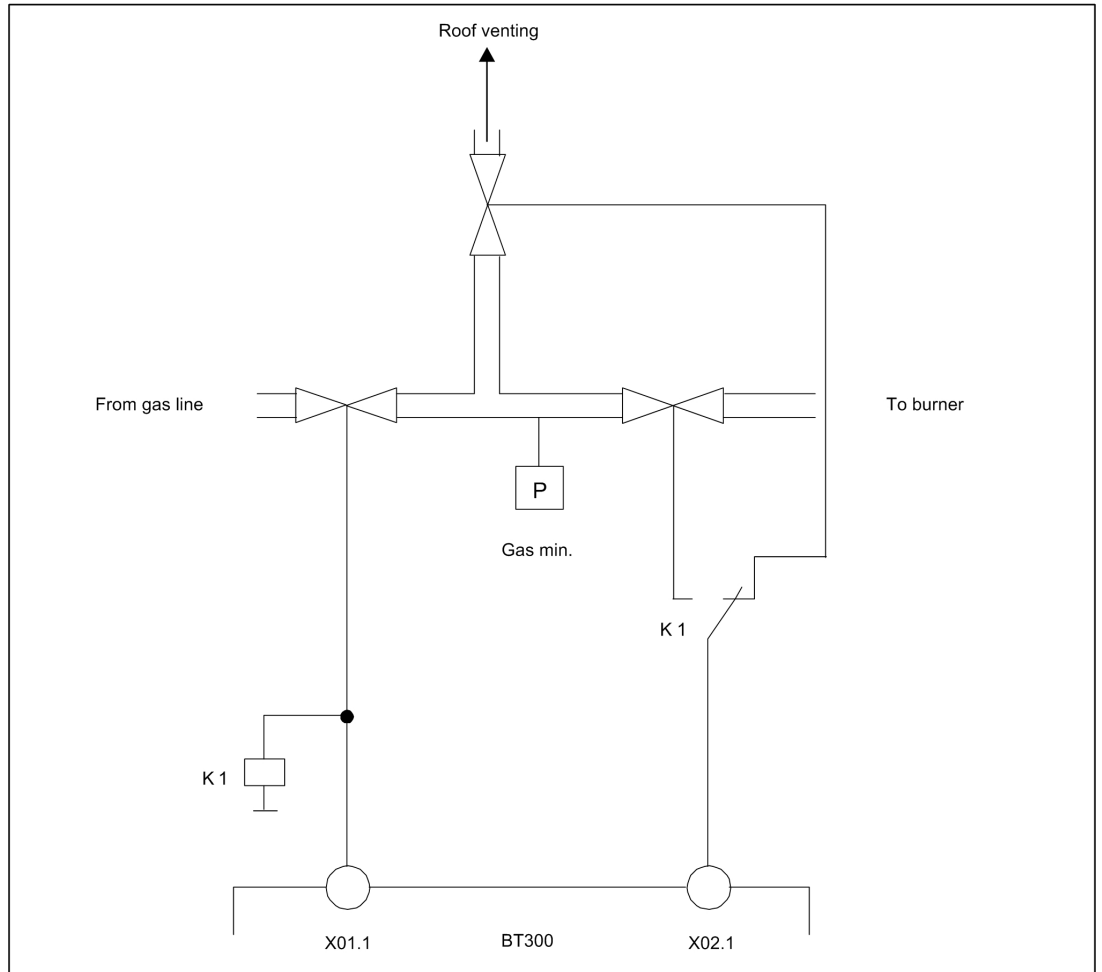 Roof venting
From gas line
To burner
P
Gas min.
K 1
K 1
X01.1
BT300
X02.1